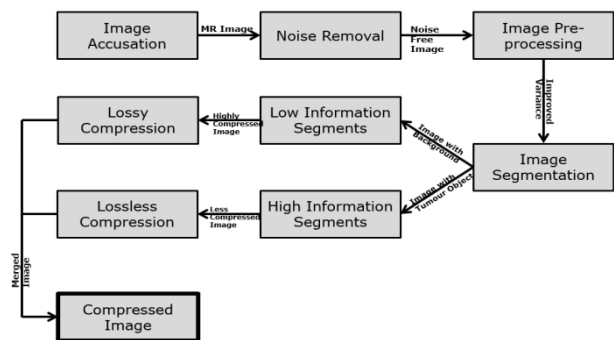 Image
Accusation
MR Image
Noise Removal
Noise
Free
Image
Image Pre-
processing
Improved
Variance
Image
Segmentation
Image with
Background
Low Information
Segments
Highly
Compressed
Image
Lossy
Compression
Image with
Tumour Object
High Information
Segments
Less
Compressed
Image
Lossless
Compression
Merged
Image
Compressed
Image